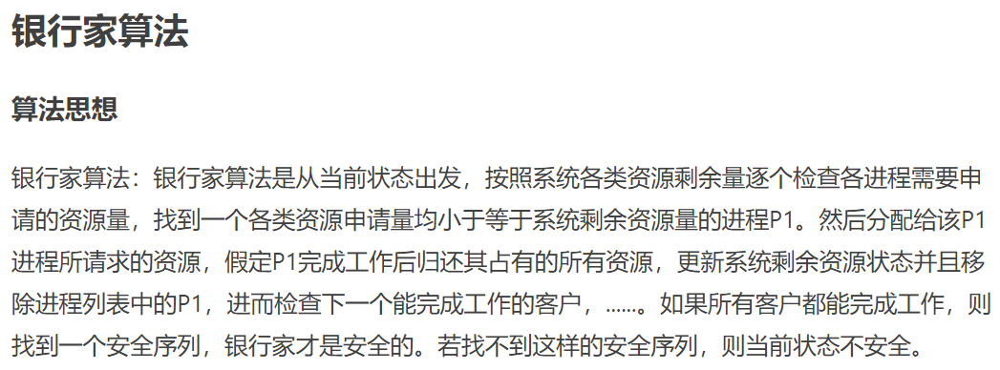 银行家算法
算法思想
银行家算法：银行家算法是从当前状态出发，按照系统各类资源剩余量逐个检查各进程需要申
请的资源量，找到一个各类资源申请量均小于等于系统剩余资源量的进程P1。然后分配给该P1
进程所请求的资源，假定P1完成工作后归还其占有的所有资源，更新系统剩余资源状态并且移
除进程列表中的P1，进而检查下一个能完成工作的客户，......。如果所有客户都能完成工作，则
找到一个安全序列，银行家才是安全的。若找不到这样的安全序列，则当前状态不安全。